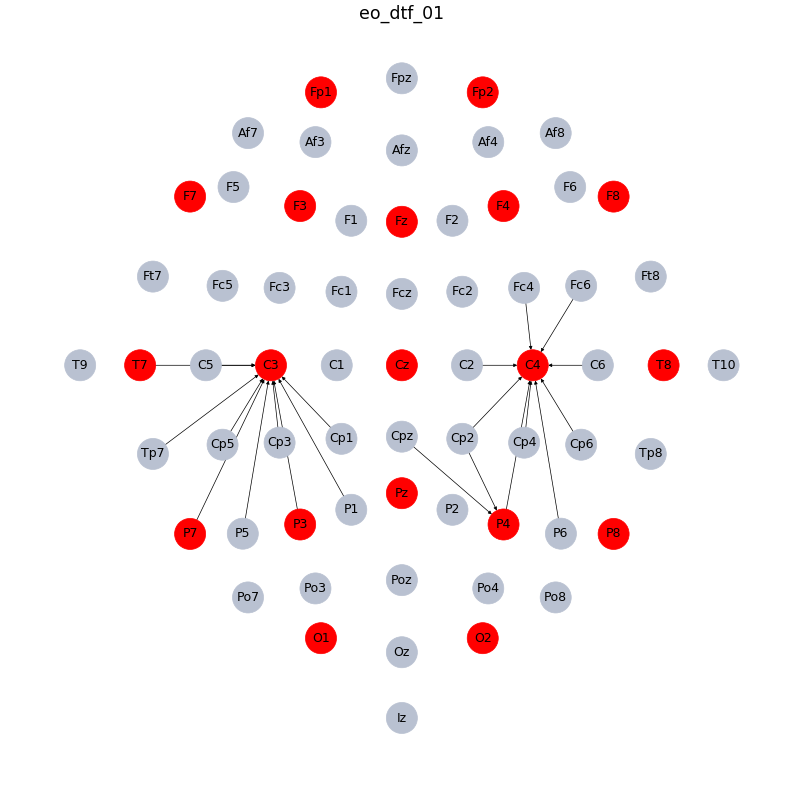 eo_dtf_01
Fpz
Fp1 Fp2
Af7 Af8
Af3 Af4
Afz
F5 F6
F7 F8
F3 F4
F1 Fz F2
Ft7 Ft8
Fc5 Fc3 Fc1 Fcz Fc2 Fc4 Fc6
T9 T7 C5 C3 C1 Cz C2 C4 C6 T8 T10
Cp5 Cp3 Cp1 Cpz Cp2 Cp4 Cp6
Tp7 Tp8
Pz
P1 P2
P3 P4
P7 P5 P6 P8
Poz
Po3 Po4
Po7 Po8
O1 O2
Oz
Iz